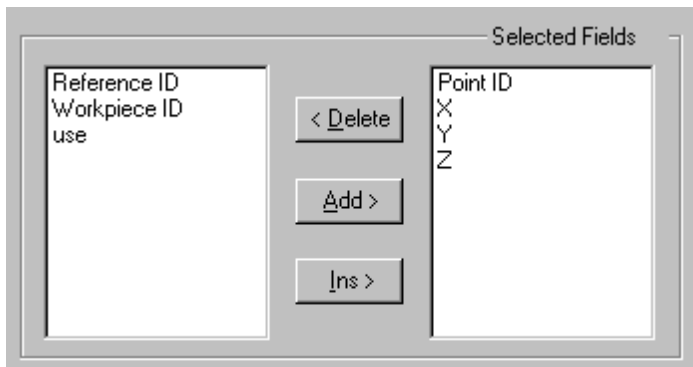 Selected Fields
Reference ID
Workpiece ID
use
< Delete
Add >
Ins >
Point ID
X
Y
Z